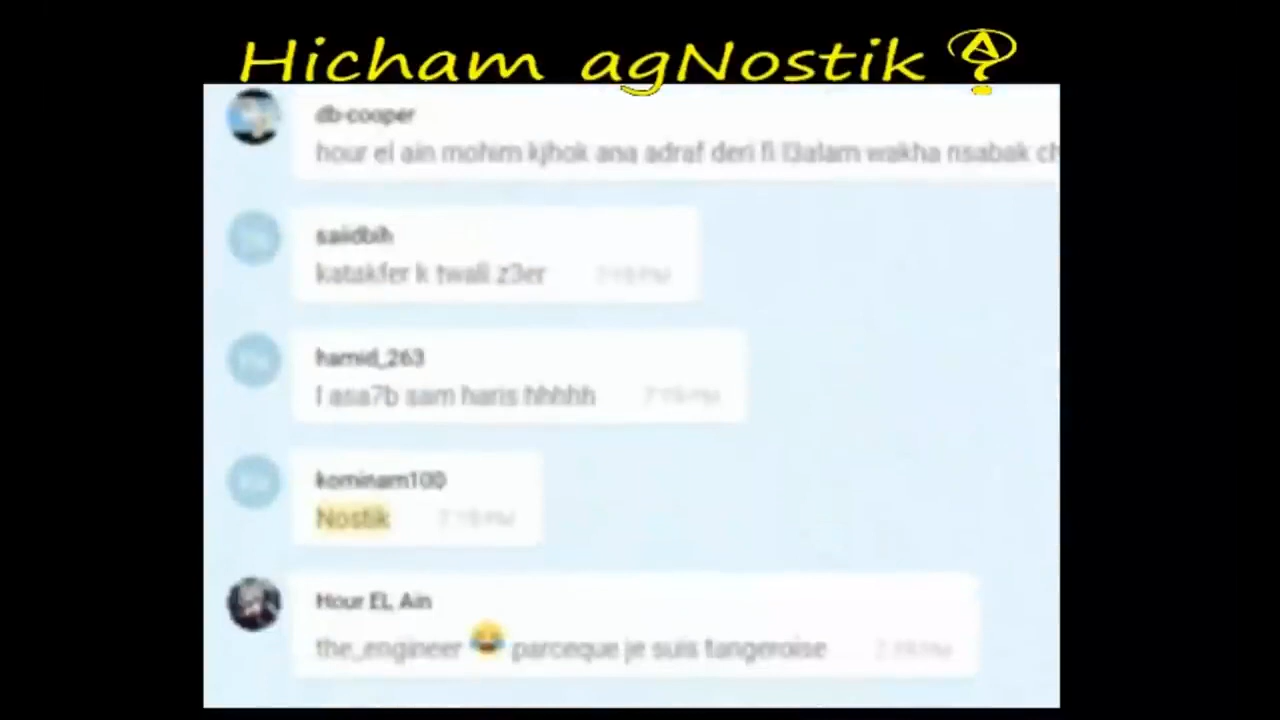 Hicham agNostik
db-cooper
hour el ain mohim kjhok ana adraf deri fi l3alam wakha nsabak ch
saidbih
katakfer k twali z3er
hamid_263
l asa7b sam haris hhhhh
kominam100
Nostik
Hour EL Ain
the_engineer 😂 parceque je suis tangeroise